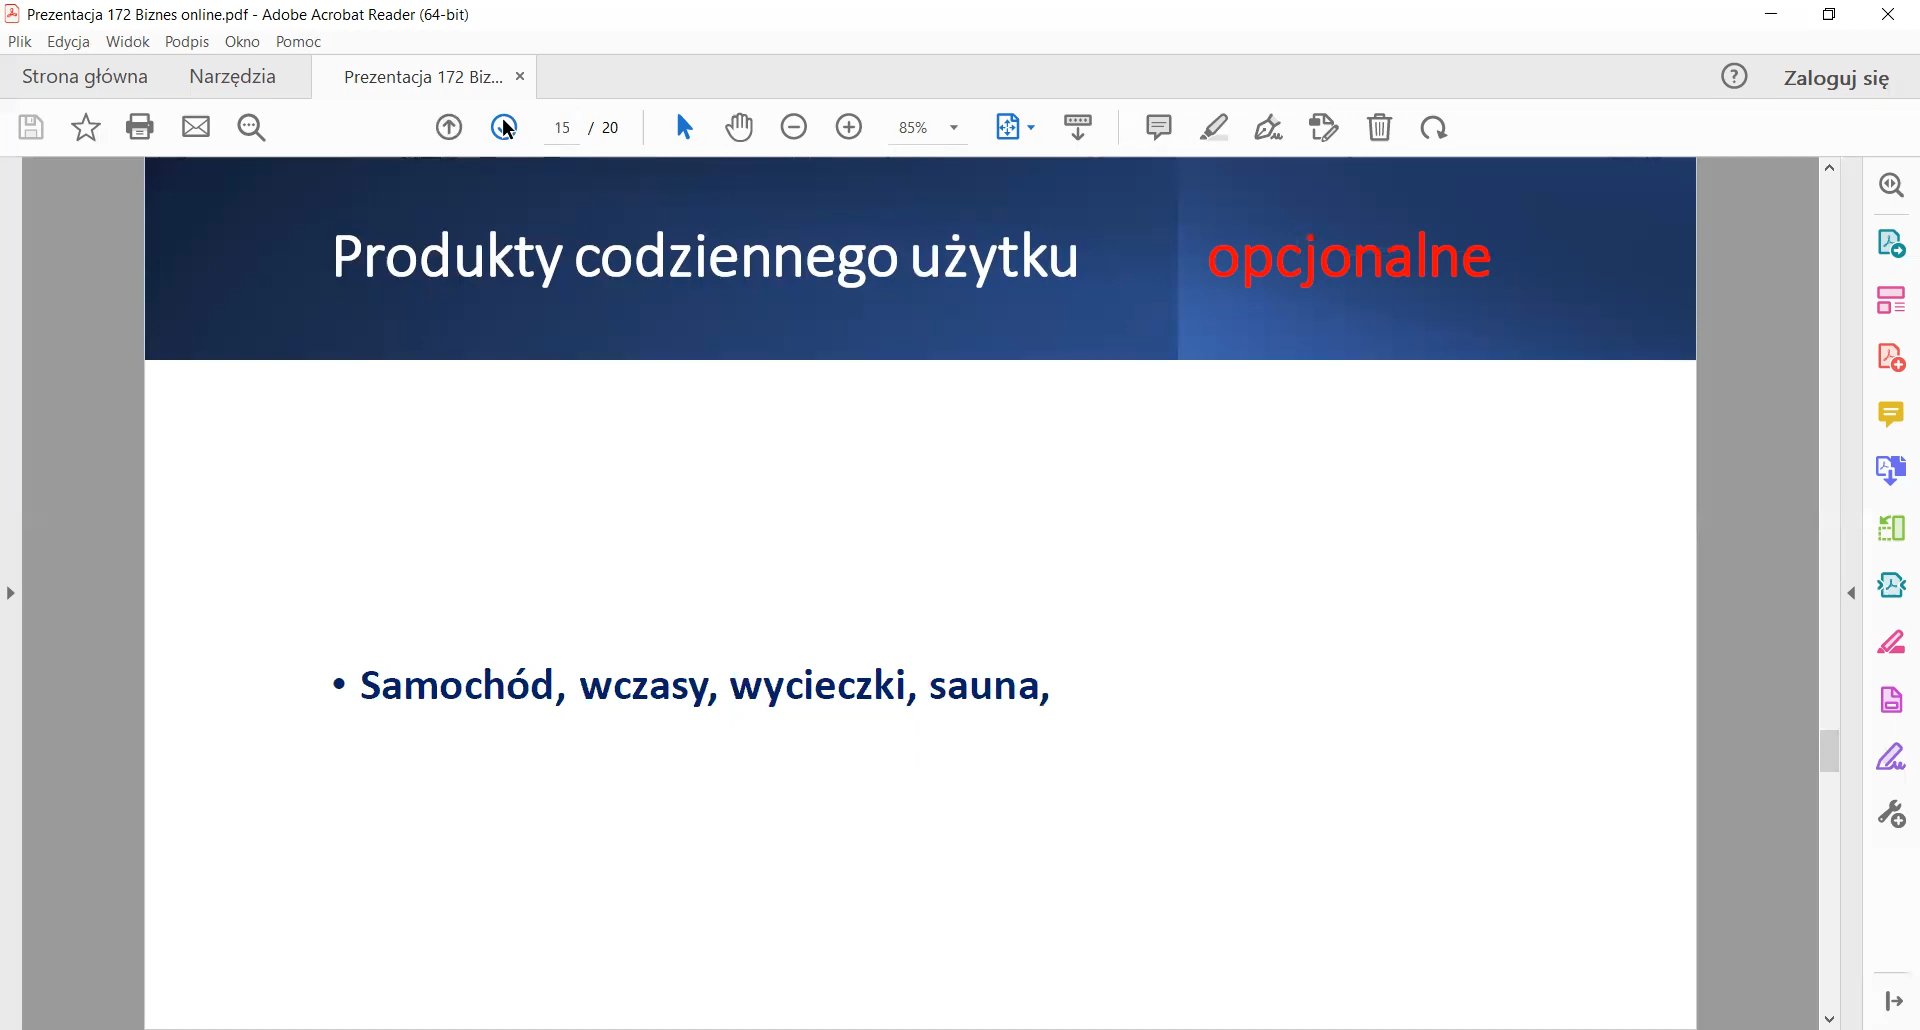 Prezentacja 172 Biznes online.pdf - Adobe Acrobat Reader (64-bit)
Plik Edycja Widok Podpis Okno Pomoc
Strona główna Narzędzia Prezentacja 172 Biz... × ? Zaloguj się
15 / 20 85%
Produkty codziennego użytku opcjonalne
• Samochód, wczasy, wycieczki, sauna,